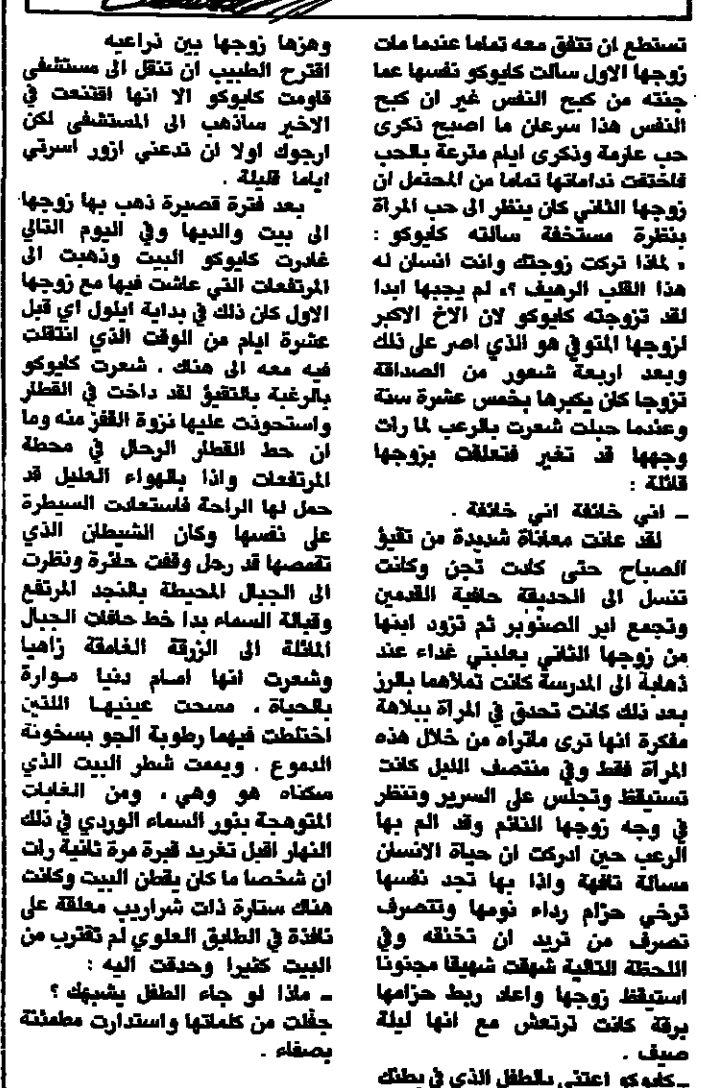 تستطع ان تتفق معه تماما عندما مات
زوجها الاول سالت كايوكو نفسها عما
جنته من كبح النفس غير ان كبح
النفس هذا سرعان ما اصبح ذكرى
حب عارمة وذكرى ايام مترعة بالحب
فاختفت نداماتها تماما من المحتمل ان
زوجها الثاني كان ينظر الى حب المرأة
بنظرة مستخفة سالته كايوكو :
« لماذا تركت زوجتك وانت انسان له
هذا القلب الرهيف ؟» لم يجبها ابدا
لقد تزوجته كايوكو لان الاخ الاكبر
لزوجها المتوفي هو الذي اصر على ذلك
وبعد اربعة شهور من الصداقة
تزوجا كان يكبرها بخمس عشرة سنة
وعندما حبلت شعرت بالرعب لما رات
وجهها قد تغير فتعلقت بزوجها
قائلة :
ـ اني خائفة اني خائفة .
لقد عانت معاناة شديدة من تقيؤ
الصباح حتى كادت تجن وكانت
تنسل الى الحديقة حافية القدمين
وتجمع ابر الصنوبر ثم تزود ابنها
من زوجها الثاني بعلبتي غداء عند
ذهابة الى المدرسة كانت تملأهما بالرز
بعد ذلك كانت تحدق في المرأة ببلاهة
مفكرة انها ترى ماتراه من خلال هذه
المرأة فقط وفي منتصف الليل كانت
تستيقظ وتجلس على السرير وتنظر
في وجه زوجها النائم وقد الم بها
الرعب حين ادركت ان حياة الانسان
مسالة تافهة واذا بها تجد نفسها
ترخي حزام رداء نومها وتتصرف
تصرف من تريد ان تخنقه وفي
اللحظة التالية شهقت شهيقا مجنونا
استيقظ زوجها واعاد ربط حزامها
برقة كانت ترتعش مع انها ليلة
صيف .
ـ كايوكو اعتني بالطفل الذي في بطنك
وهزها زوجها بين ذراعيه
اقترح الطبيب ان تنقل الى مستشفى
قاومت كايوكو الا انها اقتنعت في
الاخير ساذهب الى المستشفى لكن
ارجوك اولا ان تدعني ازور اسرتي
اياما قليلة .
بعد فترة قصيرة ذهب بها زوجها
الى بيت والديها وفي اليوم التالي
غادرت كايوكو البيت وذهبت الى
المرتفعات التي عاشت فيها مع زوجها
الاول كان ذلك في بداية ايلول اي قبل
عشرة ايام من الوقت الذي انتقلت
فيه معه الى هناك . شعرت كايوكو
بالرغبة بالتقيؤ لقد داخت في القطار
واستحوذت عليها نزوة القفز منه وما
ان حط القطار الرحال في محطة
المرتفعات واذا بالهواء العليل قد
حمل لها الراحة فاستعادت السيطرة
على نفسها وكان الشيطان الذي
تقمصها قد رحل وقفت حائرة ونظرت
الى الجبال المحيطة بالنجد المرتفع
وقبالة السماء بدا خط حافات الجبال
المائلة الى الزرقة الغامقة زاهيا
وشعرت انها امام دنيا موارة
بالحياة . مسحت عينيها اللتين
اختلطت فيهما رطوبة الجو بسخونة
الدموع . ويممت شطر البيت الذي
سكناه هو وهي . ومن الغابات
المتوهجة بنور السماء الوردي في ذلك
النهار اقبل تغريد قبرة مرة ثانية رات
ان شخصا ما كان يقطن البيت وكانت
هناك ستارة ذات شراريب معلقة على
نافذة في الطابق العلوي لم تقترب من
البيت كثيرا وحدقت اليه :
ـ ماذا لو جاء الطفل يشبهك ؟
جفلت من كلماتها واستدارت مطمئنة
بصفاء .